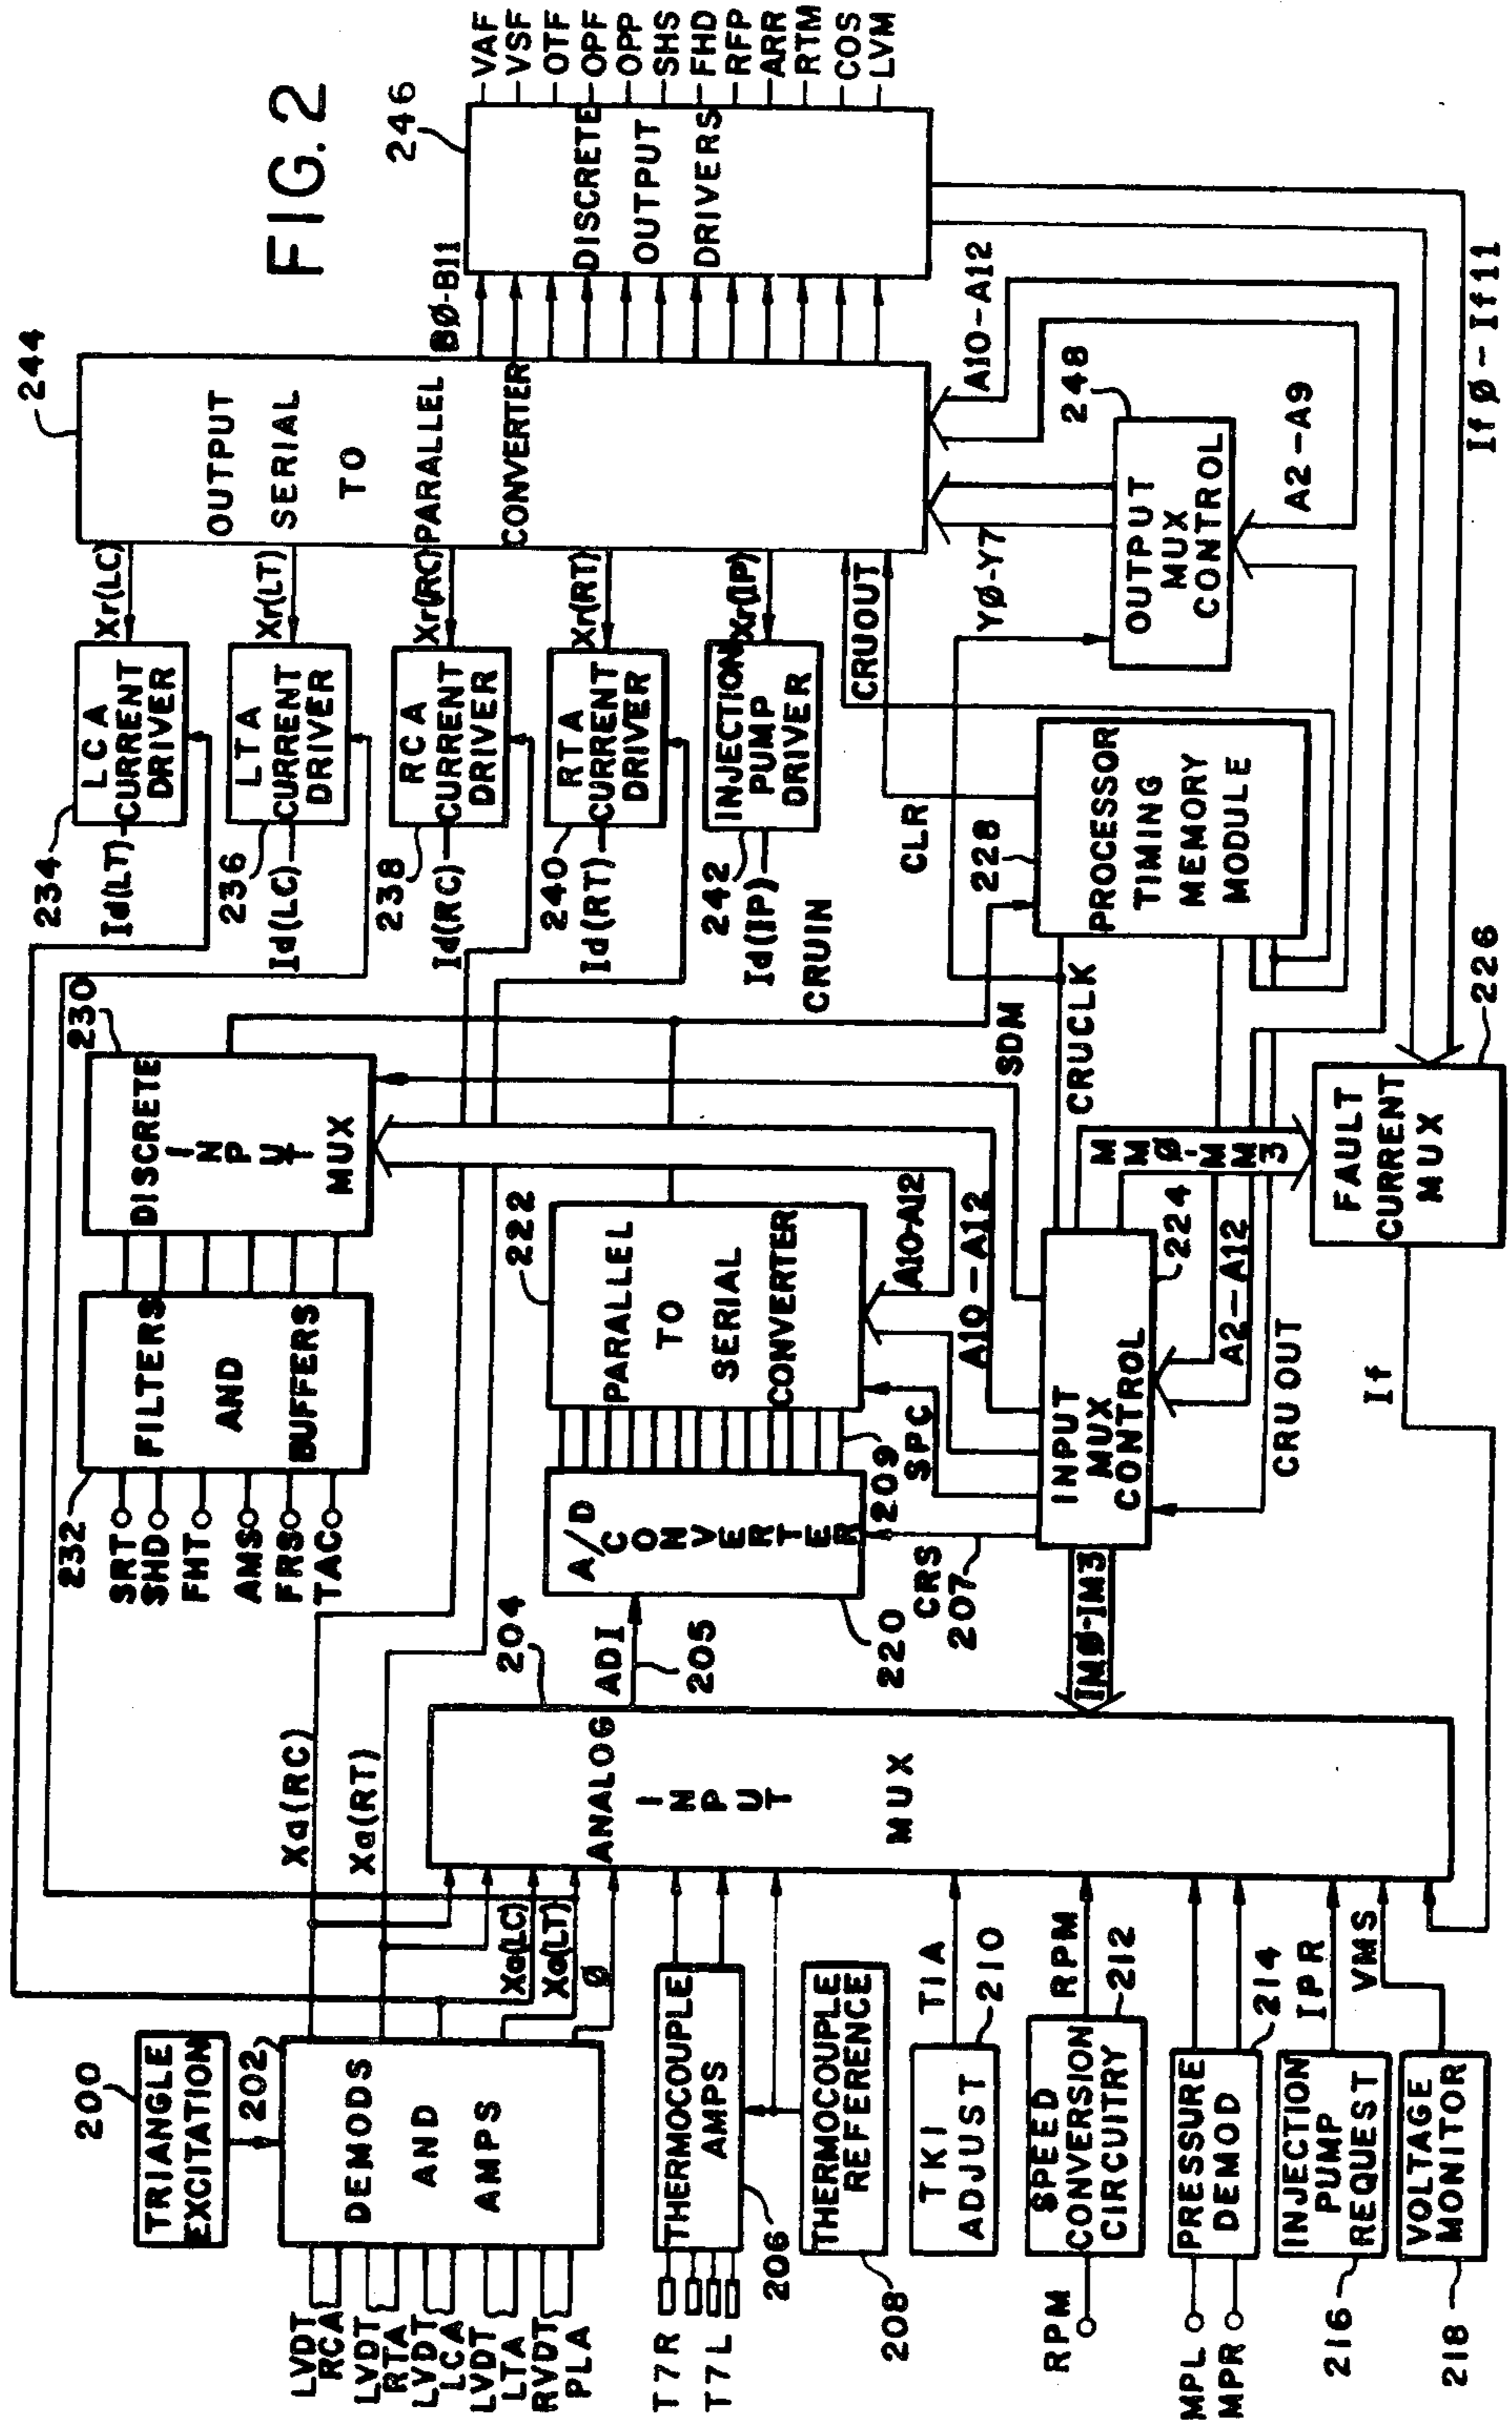 FIG. 2
200
TRIANGLE
EXCITATION
202
DEMODS
AND
AMPS
LVDT
RCA
LVDT
RTA
LVDT
LCA
LVDT
LTA
RVDT
PLA
T7R
T7L
THERMOCOUPLE
AMPS
206
THERMOCOUPLE
REFERENCE
208
TKI
ADJUST
210
TIA
RPM
SPEED
CONVERSION
CIRCUITRY
212
RPM
MPL
MPR
PRESSURE
DEMOD
214
INJECTION
PUMP
REQUEST
216
IPR
VOLTAGE
MONITOR
218
VMS
Xa(RC)
Xa(RT)
Xa(LC)
Xa(LT)
Ø
ANALOG
INPUT
MUX
204
ADI
205
IMØ-IM3
232
SRT
SHD
FHT
AMS
FRS
TAC
FILTERS
AND
BUFFERS
230
DISCRETE
INPUT
MUX
A/D
CONVERTER
220
CRS
207
209
SPC
222
PARALLEL
TO
SERIAL
CONVERTER
A10-A12
A10-A12
INPUT
MUX
CONTROL
224
A2-A12
CRUOUT
MMØ-MM3
If
FAULT
CURRENT
MUX
226
SDM
CRUCLK
CRUIN
234
LCA
CURRENT
DRIVER
Id(LT)
Xr(LC)
236
LTA
CURRENT
DRIVER
Id(LC)
Xr(LT)
238
RCA
CURRENT
DRIVER
Id(RC)
Xr(RC)
240
RTA
CURRENT
DRIVER
Id(RT)
Xr(RT)
242
INJECTION
PUMP
DRIVER
Id(IP)
Xr(IP)
CLR
228
PROCESSOR
TIMING
MEMORY
MODULE
CRUOUT
YØ-Y7
OUTPUT
MUX
CONTROL
248
A2-A9
A10-A12
244
OUTPUT
SERIAL
TO
PARALLEL
CONVERTER
BØ-B11
246
DISCRETE
OUTPUT
DRIVERS
VAF
VSF
OTF
OPF
OPP
SHS
FHD
RFP
ARR
RTM
COS
LVM
IfØ-If11